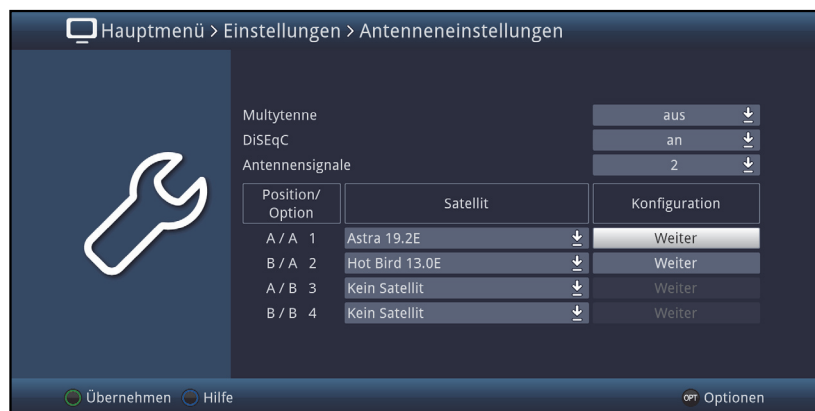 Hauptmenü > Einstellungen > Antenneneinstellungen
Multytenne aus
DiSEqC an
Antennensignale 2
Position/ Option Satellit Konfiguration
A / A 1 Astra 19.2E Weiter
B / A 2 Hot Bird 13.0E Weiter
A / B 3 Kein Satellit Weiter
B / B 4 Kein Satellit Weiter
Übernehmen Hilfe OPT Optionen